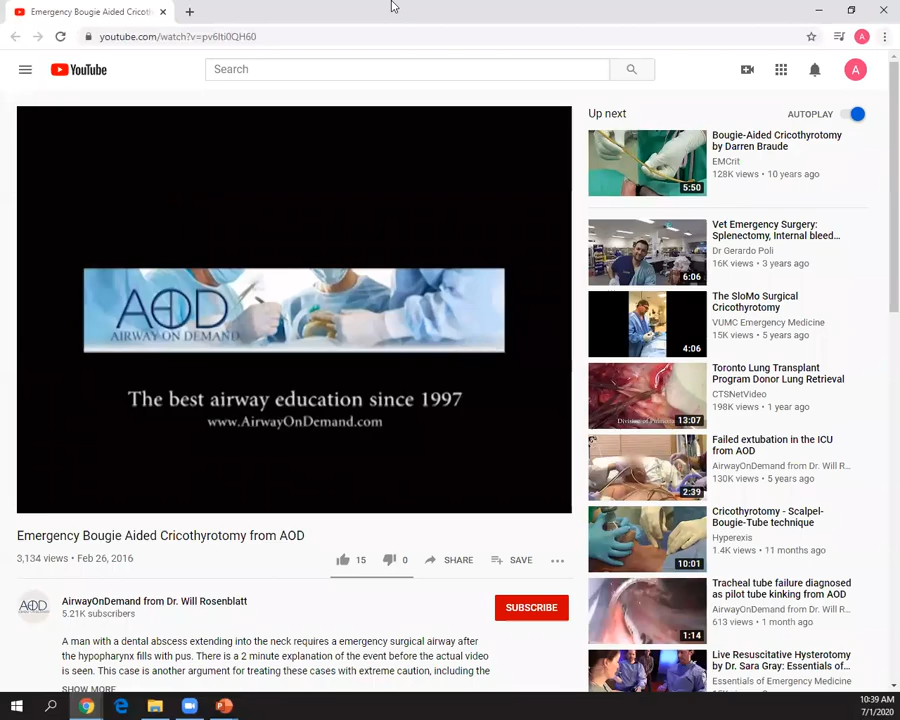 Emergency Bougie Aided Cricoth
youtube.com/watch?v=pv6Iti0QH60
A
YouTube
Search
A
AOD
AIRWAY ON DEMAND
The best airway education since 1997
www.AirwayOnDemand.com
Emergency Bougie Aided Cricothyrotomy from AOD
3,134 views • Feb 26, 2016
15
0
SHARE
SAVE
AOD
AirwayOnDemand from Dr. Will Rosenblatt
5.21K subscribers
SUBSCRIBE
A man with a dental abscess extending into the neck requires a emergency surgical airway after
the hypopharynx fills with pus. There is a 2 minute explanation of the event before the actual video
is seen. This case is another argument for treating these cases with extreme caution, including the
SHOW MORE
Up next
AUTOPLAY
5:50
Bougie-Aided Cricothyrotomy
by Darren Braude
EMCrit
128K views • 10 years ago
6:06
Vet Emergency Surgery:
Splenectomy, Internal bleed...
Dr Gerardo Poli
16K views • 3 years ago
4:06
The SloMo Surgical
Cricothyrotomy
VUMC Emergency Medicine
15K views • 5 years ago
13:07
Toronto Lung Transplant
Program Donor Lung Retrieval
CTSNetVideo
198K views • 1 year ago
2:39
Failed extubation in the ICU
from AOD
AirwayOnDemand from Dr. Will R...
130K views • 5 years ago
10:01
Cricothyrotomy - Scalpel-
Bougie-Tube technique
Hyperexis
1.4K views • 11 months ago
1:14
Tracheal tube failure diagnosed
as pilot tube kinking from AOD
AirwayOnDemand from Dr. Will R...
613 views • 1 month ago
Live Resuscitative Hysterotomy
by Dr. Sara Gray: Essentials of...
Essentials of Emergency Medicine
10:39 AM
7/1/2020